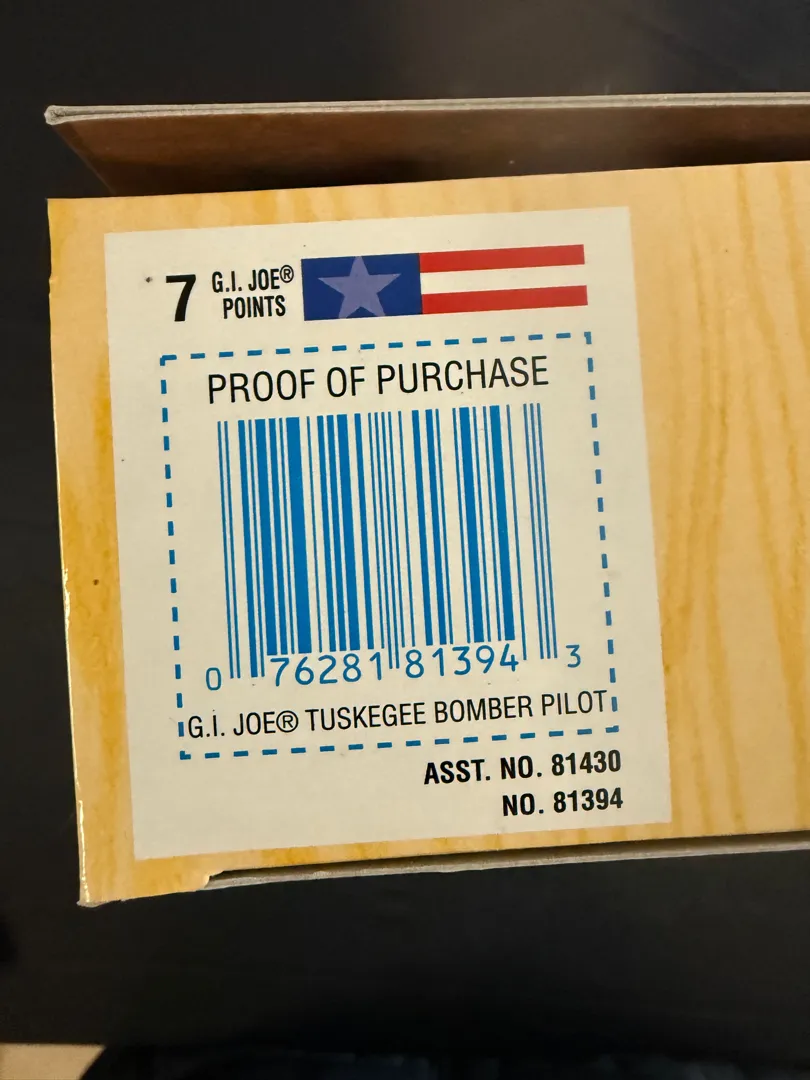 7 G.I. JOE®
POINTS
PROOF OF PURCHASE
0 76281 81394 3
G.I. JOE® TUSKEGEE BOMBER PILOT
ASST. NO. 81430
NO. 81394